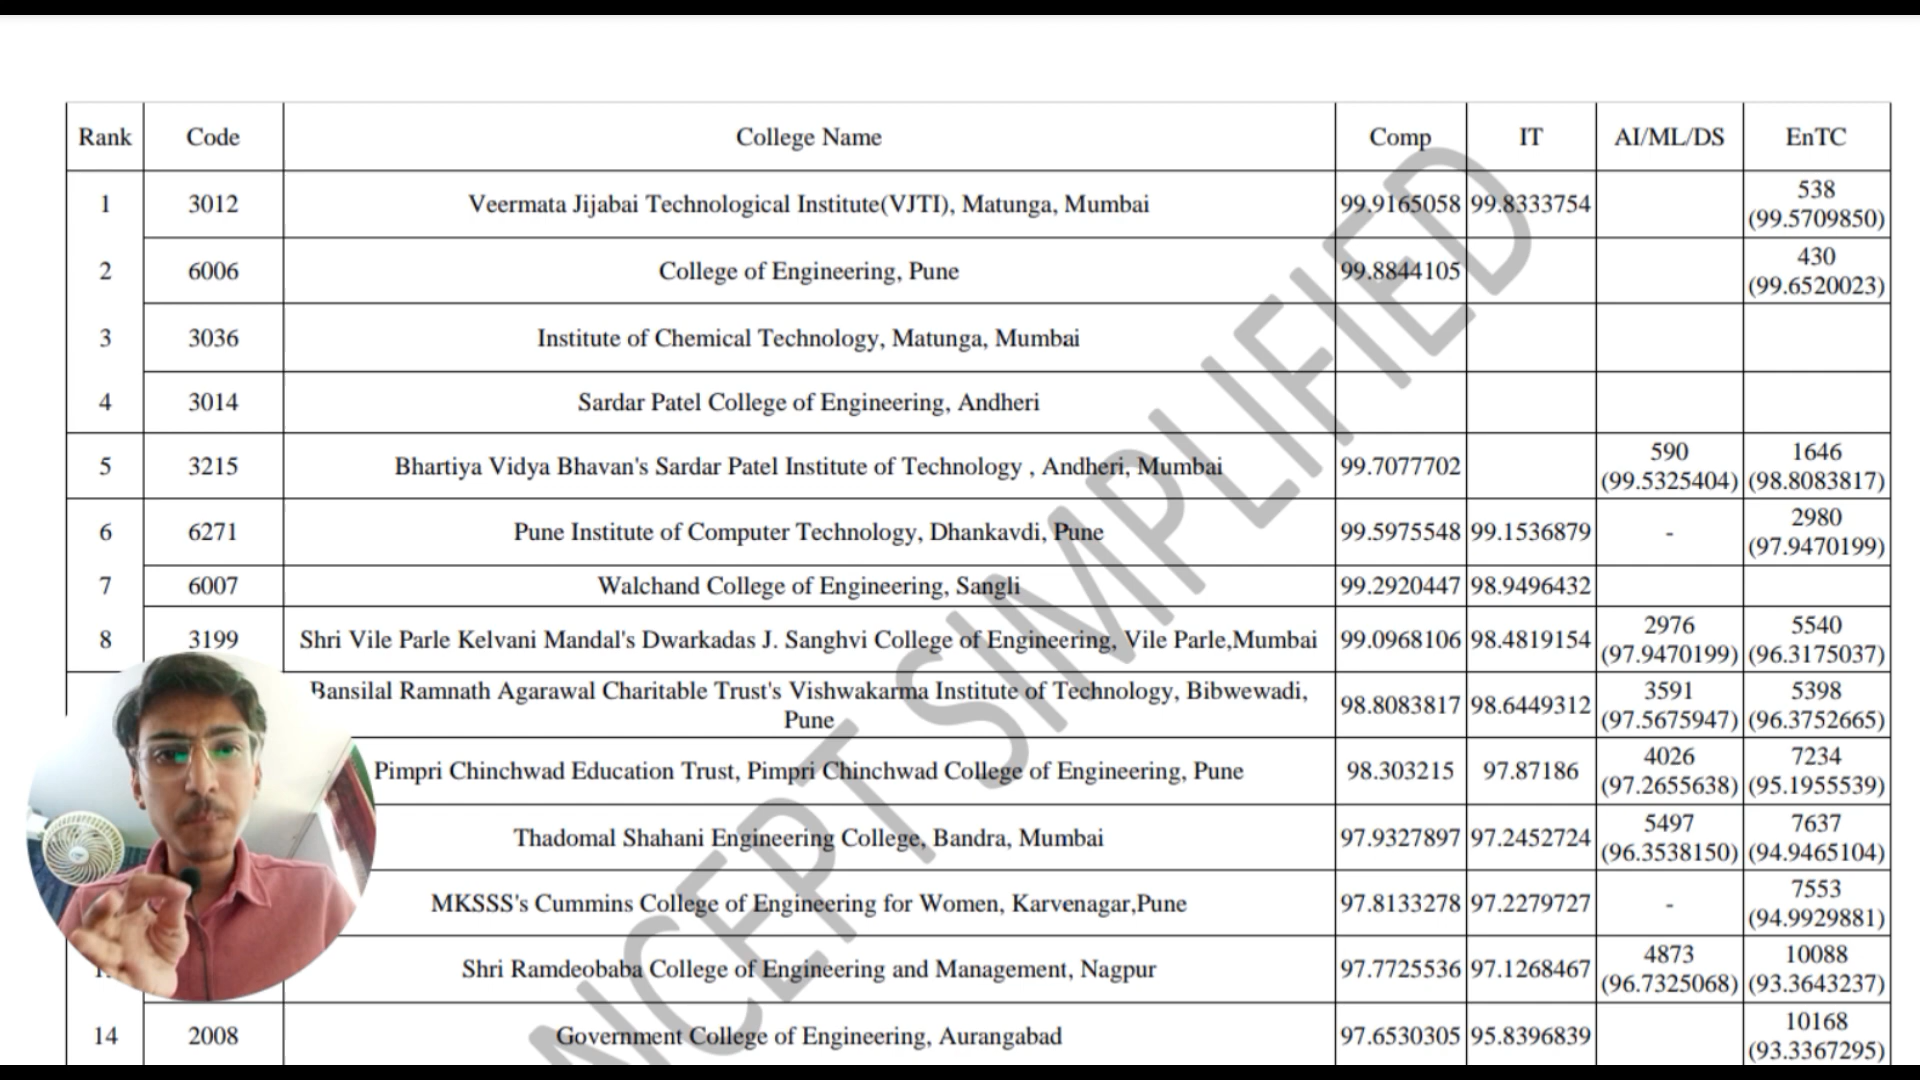 Rank Code College Name Comp IT AI/ML/DS EnTC
1 3012 Veermata Jijabai Technological Institute(VJTI), Matunga, Mumbai 99.9165058 99.8333754 538
(99.5709850)
2 6006 College of Engineering, Pune 99.8844105 430
(99.6520023)
3 3036 Institute of Chemical Technology, Matunga, Mumbai
4 3014 Sardar Patel College of Engineering, Andheri
5 3215 Bhartiya Vidya Bhavan's Sardar Patel Institute of Technology , Andheri, Mumbai 99.7077702 590 1646
(99.5325404) (98.8083817)
6 6271 Pune Institute of Computer Technology, Dhankavdi, Pune 99.5975548 99.1536879 - 2980
(97.9470199)
7 6007 Walchand College of Engineering, Sangli 99.2920447 98.9496432
8 3199 Shri Vile Parle Kelvani Mandal's Dwarkadas J. Sanghvi College of Engineering, Vile Parle,Mumbai 99.0968106 98.4819154 2976 5540
(97.9470199) (96.3175037)
Bansilal Ramnath Agarawal Charitable Trust's Vishwakarma Institute of Technology, Bibwewadi,
Pune 98.8083817 98.6449312 3591 5398
(97.5675947) (96.3752665)
Pimpri Chinchwad Education Trust, Pimpri Chinchwad College of Engineering, Pune 98.303215 97.87186 4026 7234
(97.2655638) (95.1955539)
Thadomal Shahani Engineering College, Bandra, Mumbai 97.9327897 97.2452724 5497 7637
(96.3538150) (94.9465104)
MKSSS's Cummins College of Engineering for Women, Karvenagar,Pune 97.8133278 97.2279727 - 7553
(94.9929881)
Shri Ramdeobaba College of Engineering and Management, Nagpur 97.7725536 97.1268467 4873 10088
(96.7325068) (93.3643237)
14 2008 Government College of Engineering, Aurangabad 97.6530305 95.8396839 10168
(93.3367295)
NCEPT SIMPLIFIED